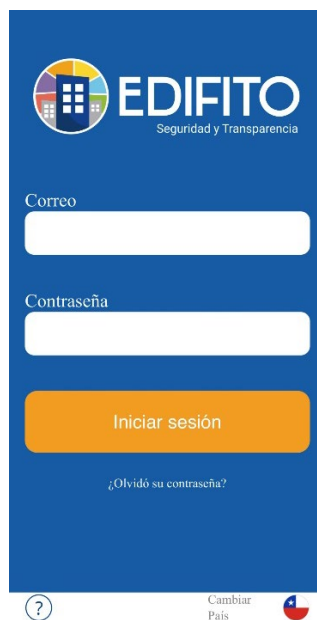 EDIFITO
Seguridad y Transparencia
Correo
Contraseña
Iniciar sesión
¿Olvidó su contraseña?
?
Cambiar
País